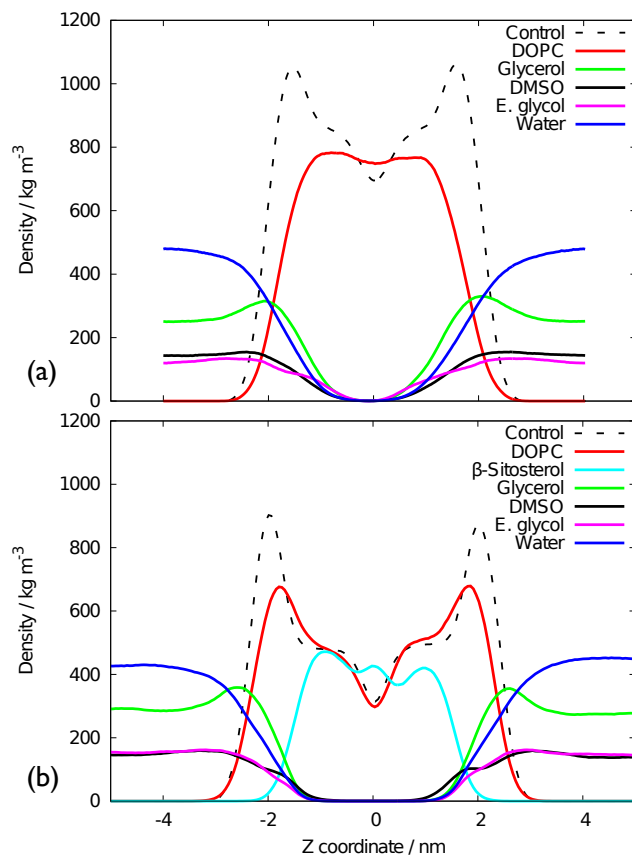 1200
1000
800
600
400
200
0
Density / kg m⁻³
(a)
Control
DOPC
Glycerol
DMSO
E. glycol
Water
1200
1000
800
600
400
200
0
Density / kg m⁻³
(b)
Control
DOPC
β-Sitosterol
Glycerol
DMSO
E. glycol
Water
-4 -2 0 2 4
Z coordinate / nm